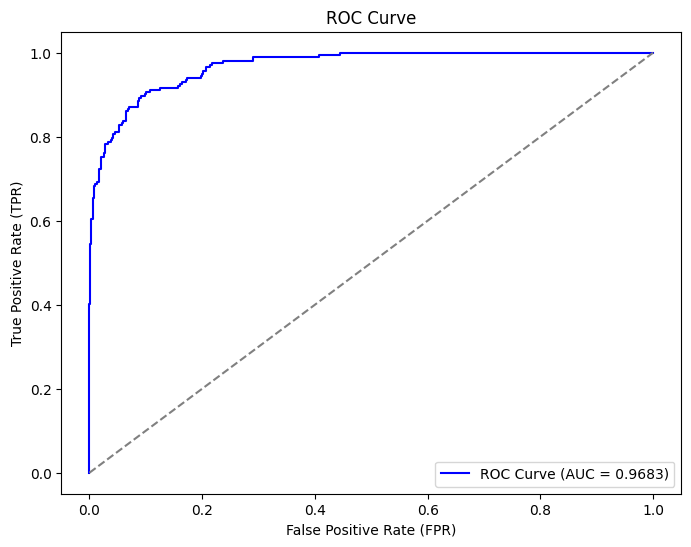 ROC Curve
1.0
0.8
0.6
0.4
0.2
0.0
True Positive Rate (TPR)
ROC Curve (AUC = 0.9683)
0.0 0.2 0.4 0.6 0.8 1.0
False Positive Rate (FPR)